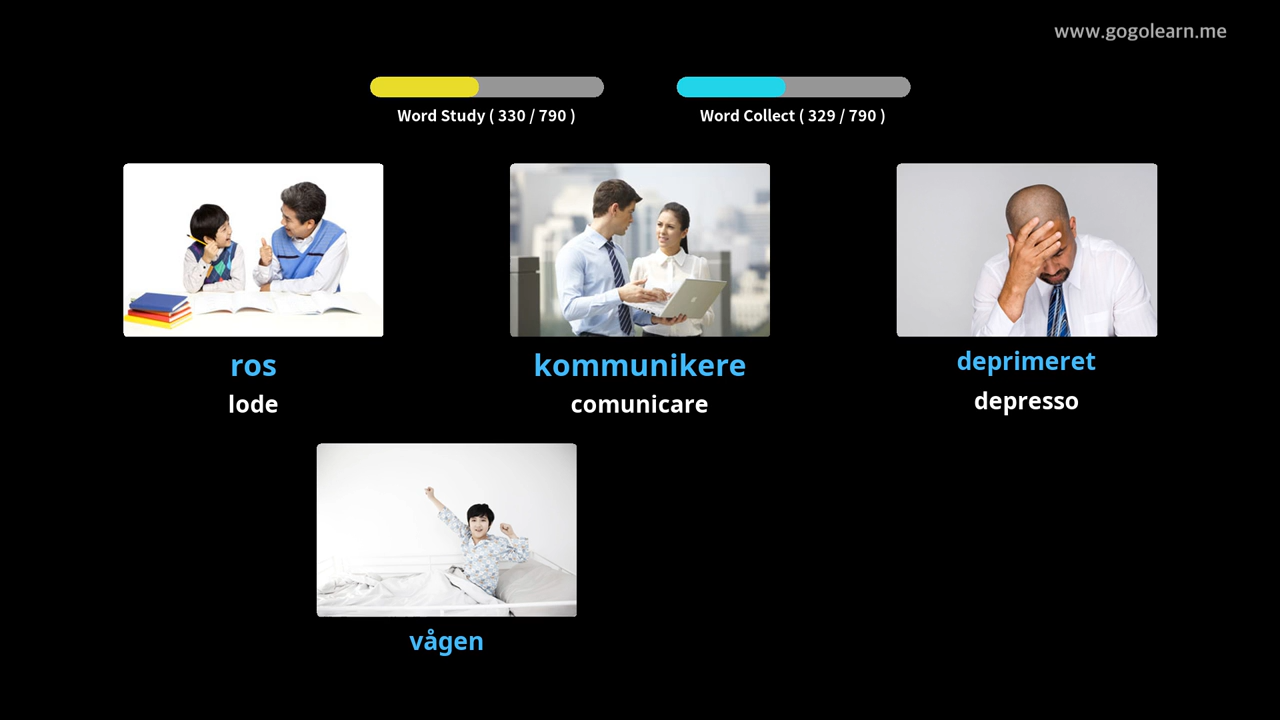 www.gogolearn.me
Word Study ( 330 / 790 )
Word Collect ( 329 / 790 )
ros
lode
kommunikere
comunicare
deprimeret
depresso
vågen